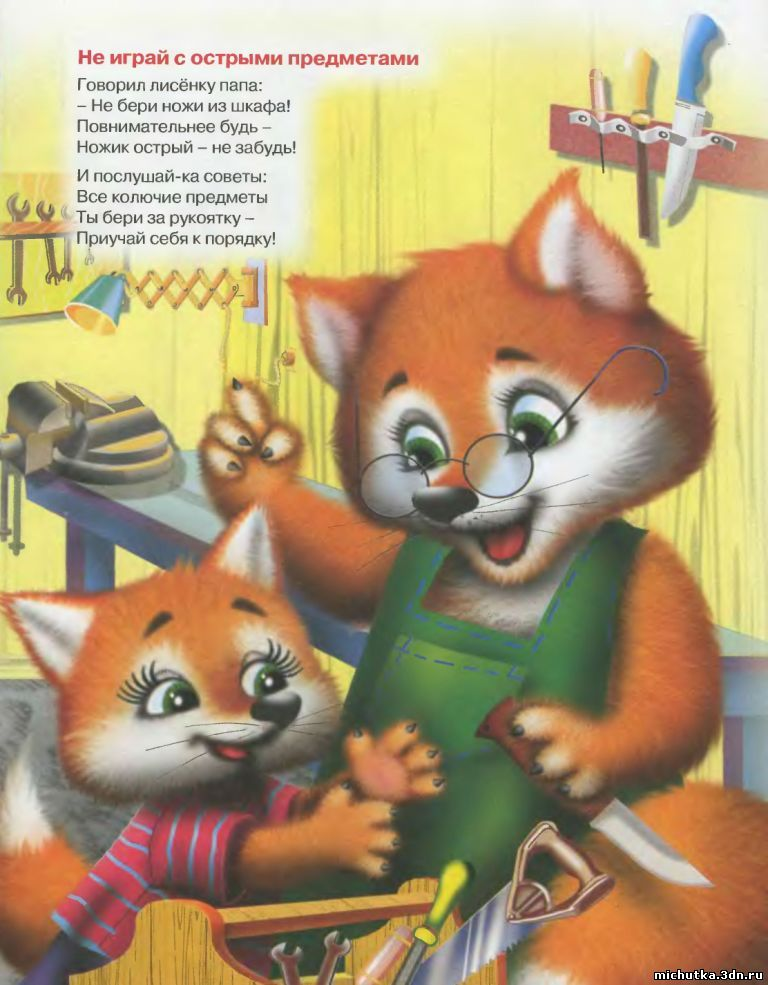 Не играй с острыми предметами
Говорил лисёнку папа:
– Не бери ножи из шкафа!
Повнимательнее будь –
Ножик острый – не забудь!
И послушай-ка советы:
Все колючие предметы
Ты бери за рукоятку –
Приучай себя к порядку!
michutka.3dn.ru